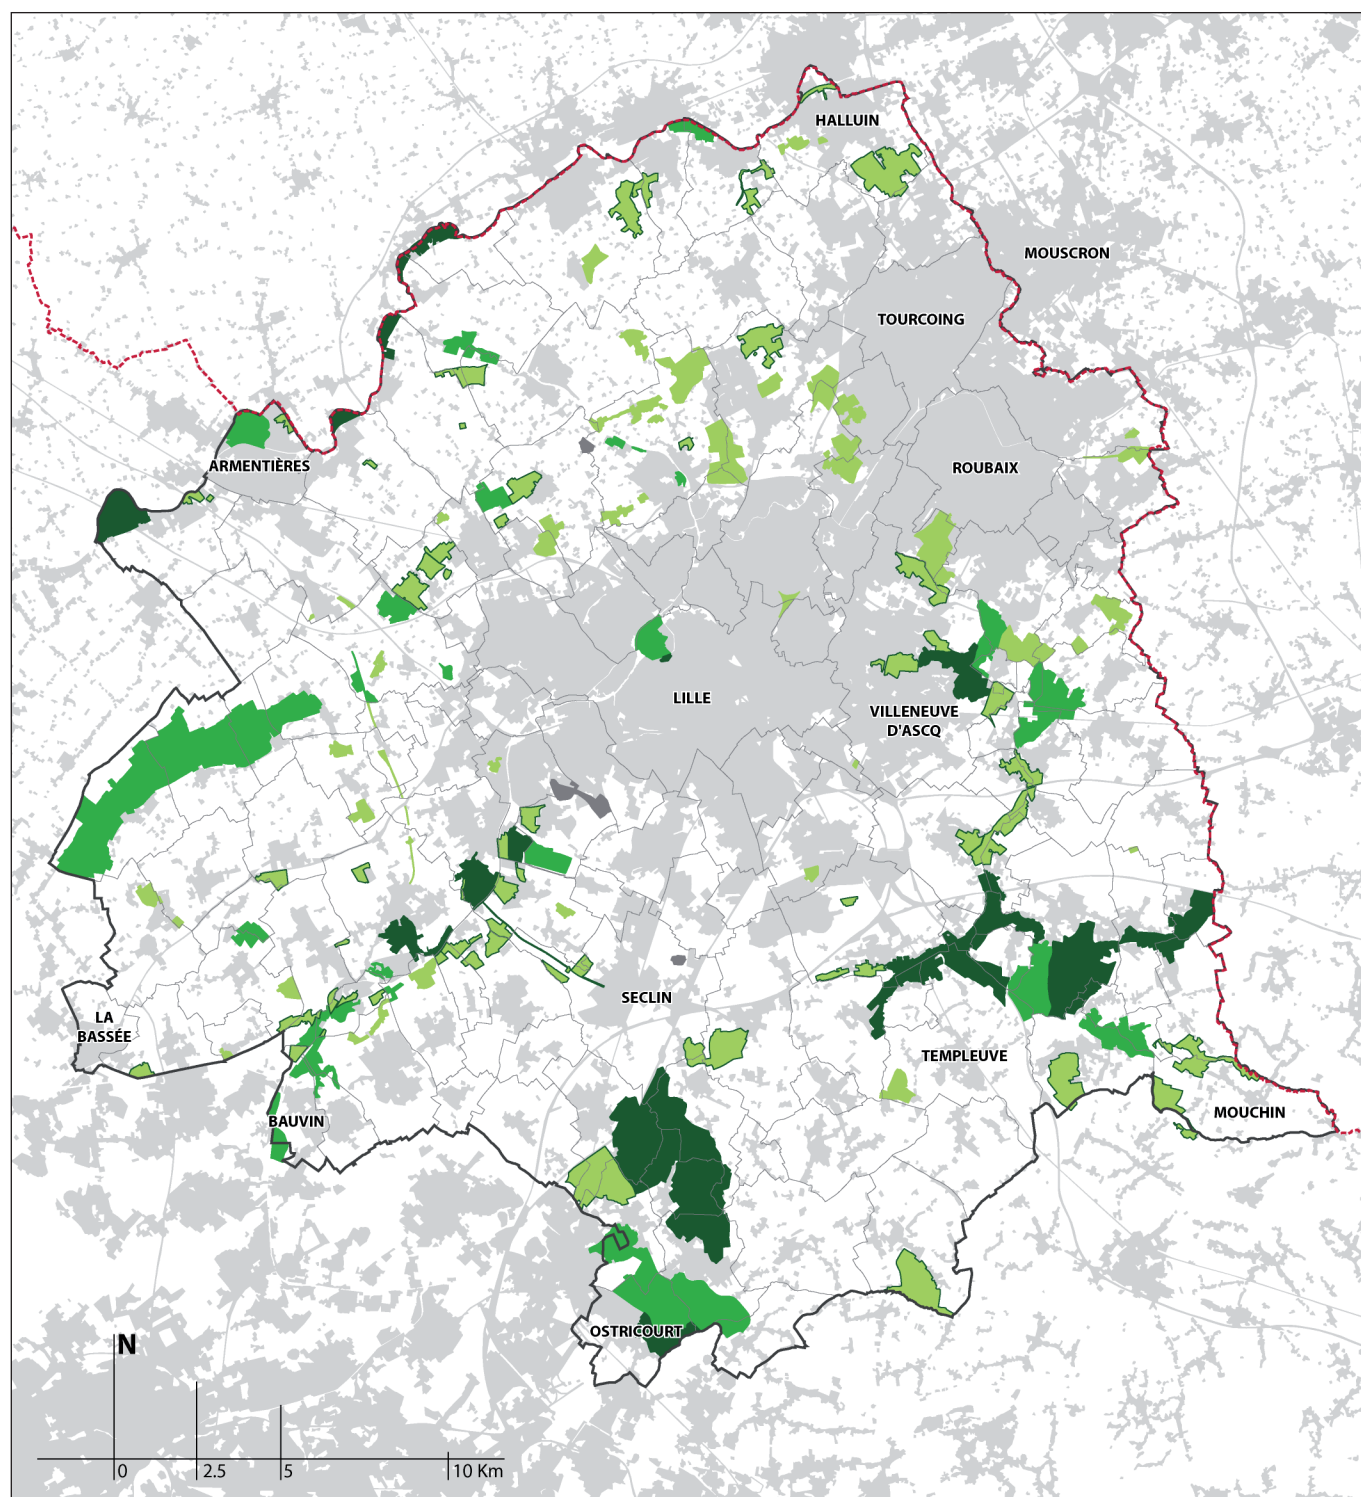 HALLUIN
MOUSCRON
TOURCOING
ARMENTIÈRES
ROUBAIX
LILLE
VILLENEUVE
D'ASCQ
SECLIN
LA
BASSÉE
TEMPLEUVE
BAUVIN
MOUCHIN
OSTRICOURT
N
0 2.5 5 10 Km